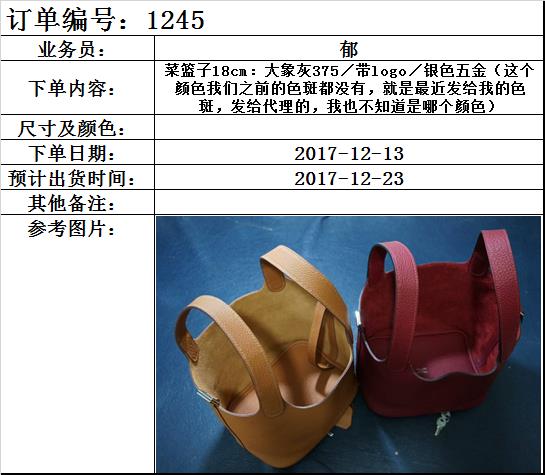 订单编号：1245
业务员：
郁
下单内容：
菜篮子18cm：大象灰375／带logo／银色五金（这个
颜色我们之前的色斑都没有，就是最近发给我的色
斑，发给代理的，我也不知道是哪个颜色）
尺寸及颜色：
下单日期：
2017-12-13
预计出货时间：
2017-12-23
其他备注：
参考图片：